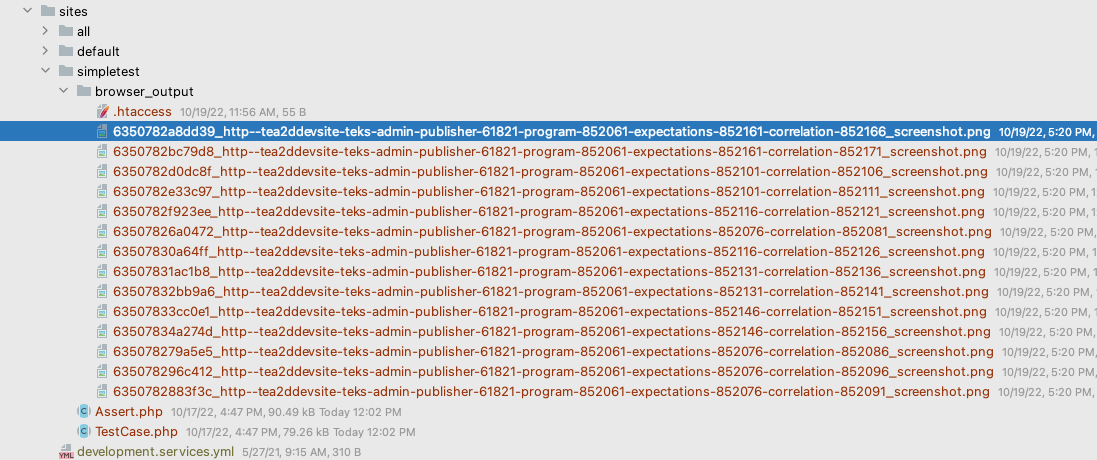 sites
all
default
simpletest
browser_output
.htaccess 10/19/22, 11:56 AM, 55 B
6350782a8dd39_http--tea2ddevsite-teks-admin-publisher-61821-program-852061-expectations-852161-correlation-852166_screenshot.png 10/19/22, 5:20 PM,
6350782bc79d8_http--tea2ddevsite-teks-admin-publisher-61821-program-852061-expectations-852161-correlation-852171_screenshot.png 10/19/22, 5:20 PM, 1
6350782d0dc8f_http--tea2ddevsite-teks-admin-publisher-61821-program-852061-expectations-852101-correlation-852106_screenshot.png 10/19/22, 5:20 PM,
6350782e33c97_http--tea2ddevsite-teks-admin-publisher-61821-program-852061-expectations-852101-correlation-852111_screenshot.png 10/19/22, 5:20 PM, 1
6350782f923ee_http--tea2ddevsite-teks-admin-publisher-61821-program-852061-expectations-852116-correlation-852121_screenshot.png 10/19/22, 5:20 PM, 1
63507826a0472_http--tea2ddevsite-teks-admin-publisher-61821-program-852061-expectations-852076-correlation-852081_screenshot.png 10/19/22, 5:20 PM,
63507830a64ff_http--tea2ddevsite-teks-admin-publisher-61821-program-852061-expectations-852116-correlation-852126_screenshot.png 10/19/22, 5:20 PM,
63507831ac1b8_http--tea2ddevsite-teks-admin-publisher-61821-program-852061-expectations-852131-correlation-852136_screenshot.png 10/19/22, 5:20 PM, 1
63507832bb9a6_http--tea2ddevsite-teks-admin-publisher-61821-program-852061-expectations-852131-correlation-852141_screenshot.png 10/19/22, 5:20 PM,
63507833cc0e1_http--tea2ddevsite-teks-admin-publisher-61821-program-852061-expectations-852146-correlation-852151_screenshot.png 10/19/22, 5:20 PM,
63507834a274d_http--tea2ddevsite-teks-admin-publisher-61821-program-852061-expectations-852146-correlation-852156_screenshot.png 10/19/22, 5:20 PM,
635078279a5e5_http--tea2ddevsite-teks-admin-publisher-61821-program-852061-expectations-852076-correlation-852086_screenshot.png 10/19/22, 5:20 PM,
635078296c412_http--tea2ddevsite-teks-admin-publisher-61821-program-852061-expectations-852076-correlation-852096_screenshot.png 10/19/22, 5:20 PM,
6350782883f3c_http--tea2ddevsite-teks-admin-publisher-61821-program-852061-expectations-852076-correlation-852091_screenshot.png 10/19/22, 5:20 PM,
Assert.php 10/17/22, 4:47 PM, 90.49 kB Today 12:02 PM
TestCase.php 10/17/22, 4:47 PM, 79.26 kB Today 12:02 PM
development.services.yml 5/27/21, 9:15 AM, 310 B